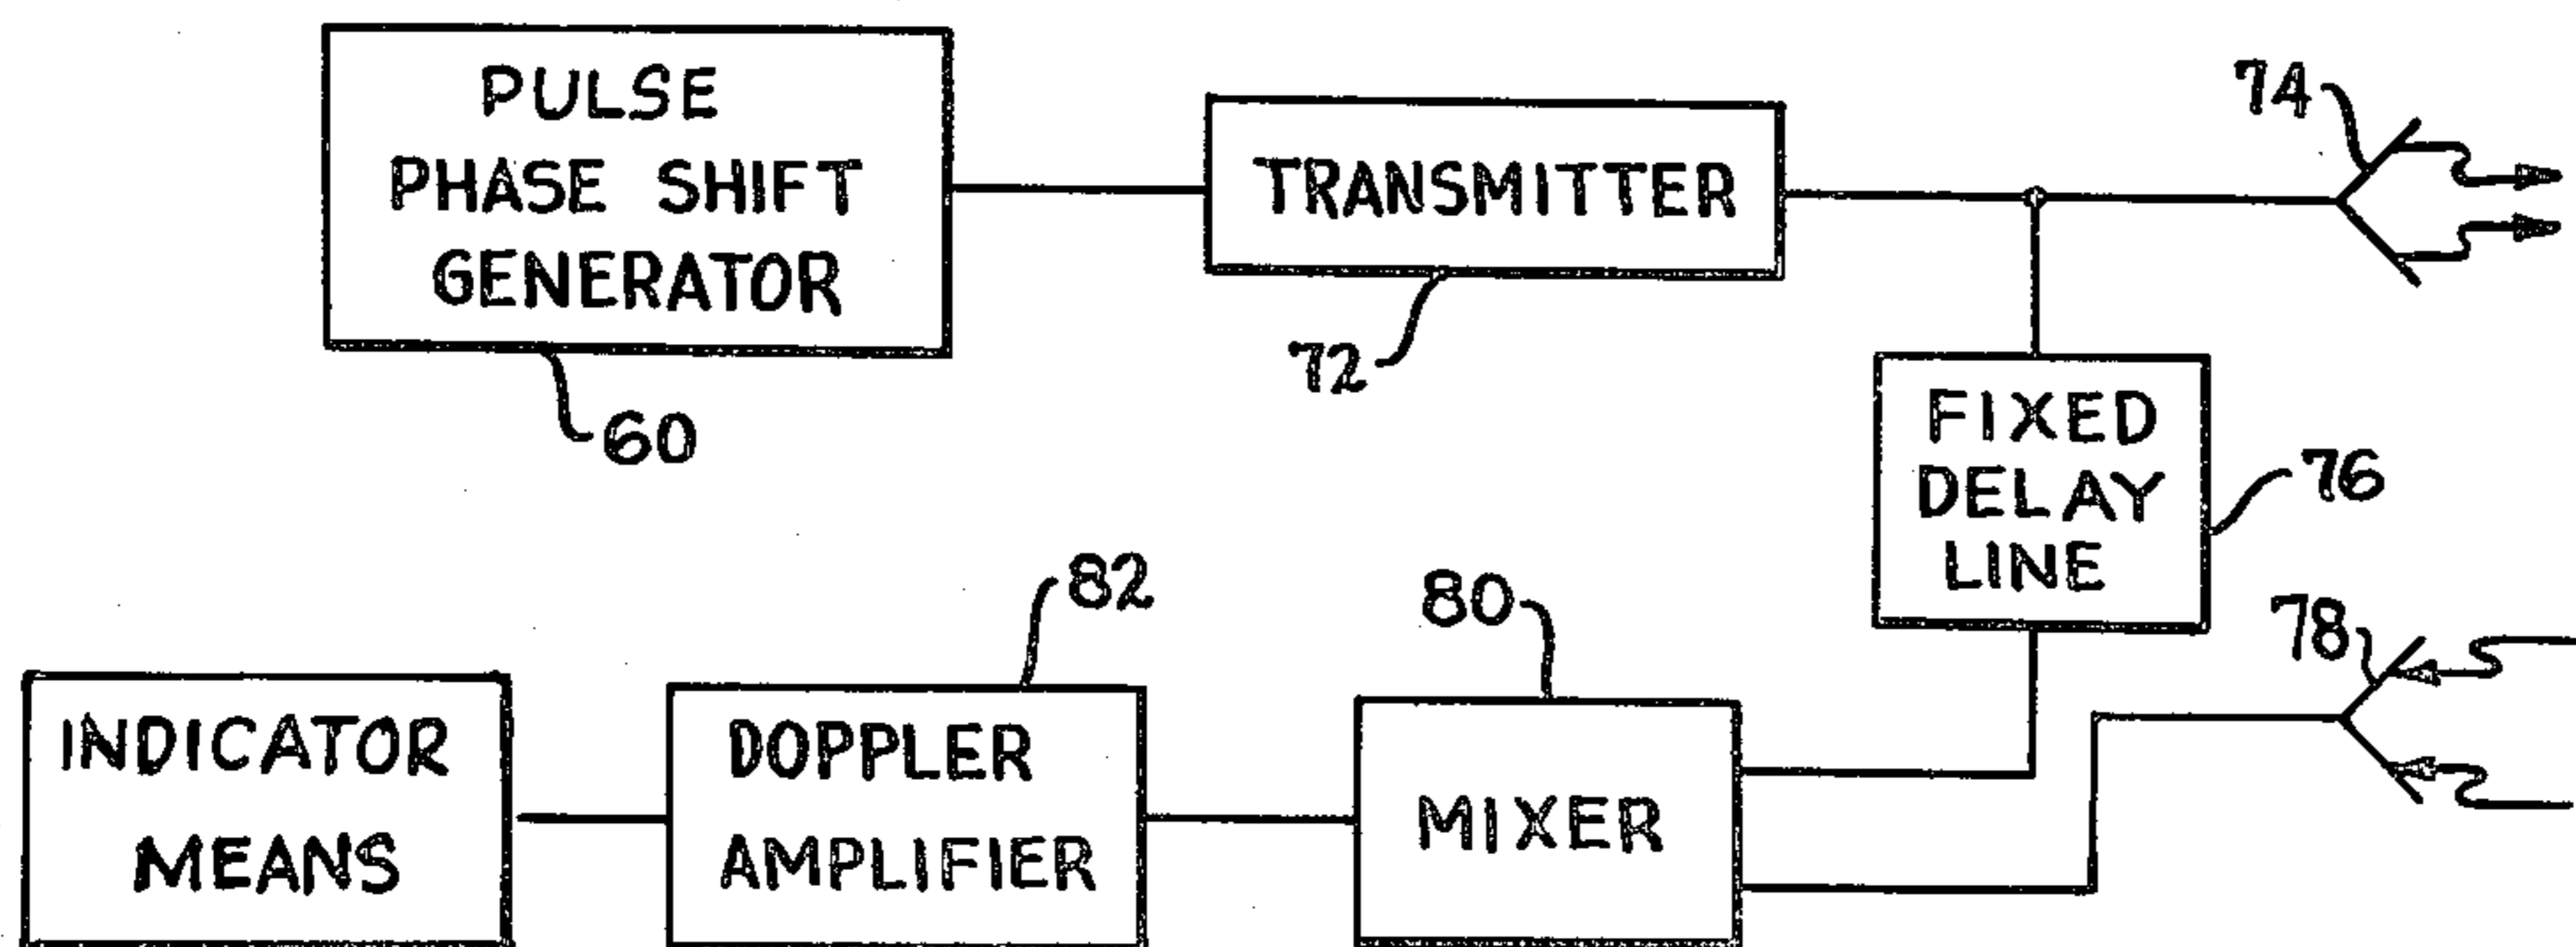 PULSE
PHASE SHIFT
GENERATOR
60
TRANSMITTER
72
74
FIXED
DELAY
LINE
76
78
80
MIXER
82
DOPPLER
AMPLIFIER
INDICATOR
MEANS